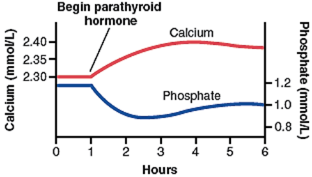 Begin parathyroid
hormone
Calcium
2.40
2.35
2.30
Calcium (mmol/L)
Phosphate
1.2
1.0
0.8
Phosphate (mmol/L)
0 1 2 3 4 5 6
Hours